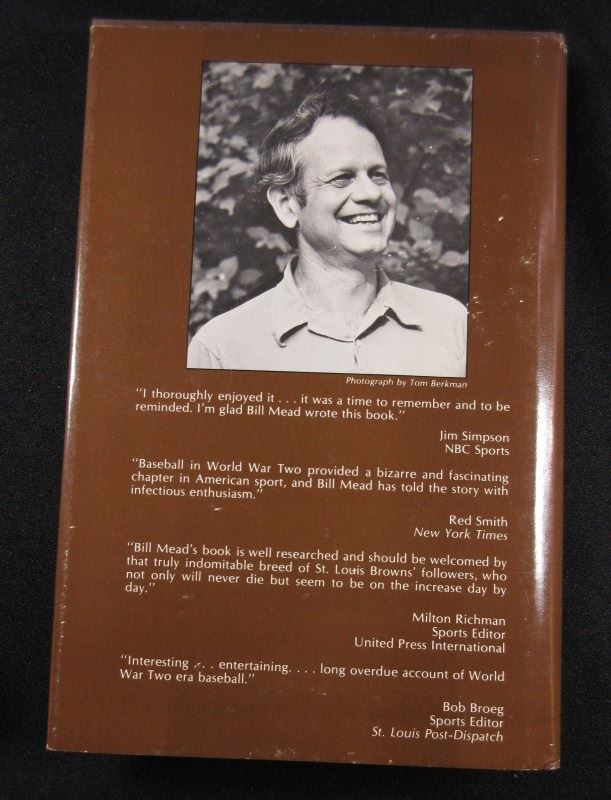 Photograph by Tom Berkman
“I thoroughly enjoyed it . . . it was a time to remember and to be
reminded. I’m glad Bill Mead wrote this book.”
Jim Simpson
NBC Sports
“Baseball in World War Two provided a bizarre and fascinating
chapter in American sport, and Bill Mead has told the story with
infectious enthusiasm.”
Red Smith
New York Times
“Bill Mead’s book is well researched and should be welcomed by
that truly indomitable breed of St. Louis Browns’ followers, who
not only will never die but seem to be on the increase day by
day.”
Milton Richman
Sports Editor
United Press International
“Interesting . . . entertaining. . . . long overdue account of World
War Two era baseball.”
Bob Broeg
Sports Editor
St. Louis Post-Dispatch